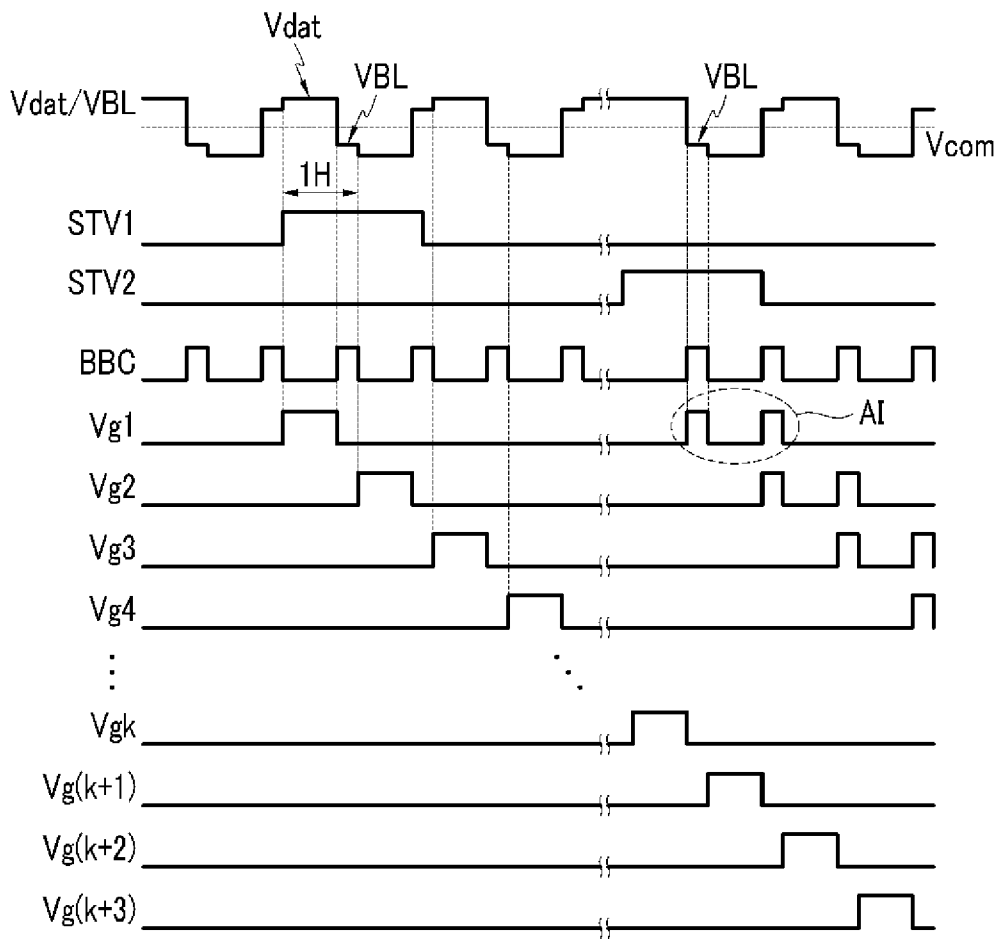 Vdat
VBL
VBL
Vdat/VBL
Vcom
1H
STV1
STV2
BBC
Vg1
AI
Vg2
Vg3
Vg4
Vgk
Vg(k+1)
Vg(k+2)
Vg(k+3)